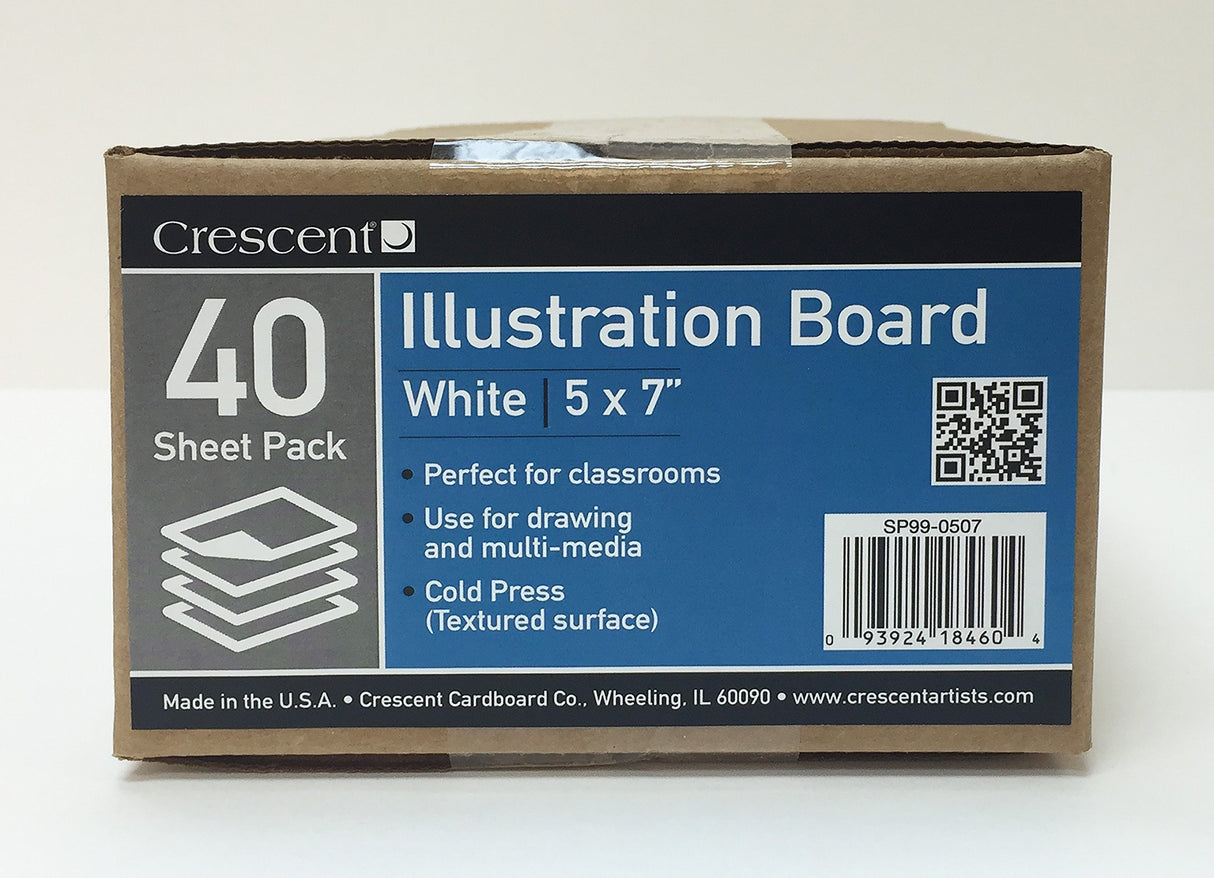 Crescent®
40
Sheet Pack
Illustration Board
White | 5 x 7”
• Perfect for classrooms
• Use for drawing
and multi-media
• Cold Press
(Textured surface)
SP99-0507
0 93924 18460 4
Made in the U.S.A. • Crescent Cardboard Co., Wheeling, IL 60090 • www.crescentartists.com